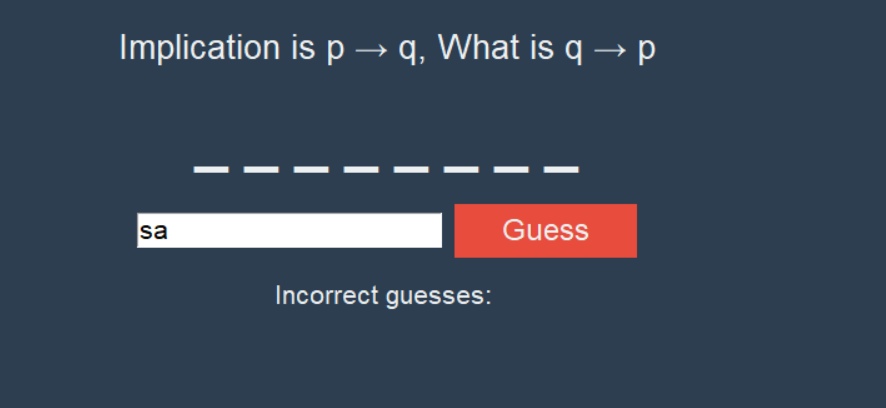 Implication is p → q, What is q → p
_ _ _ _ _ _ _ _
sa
Guess
Incorrect guesses: